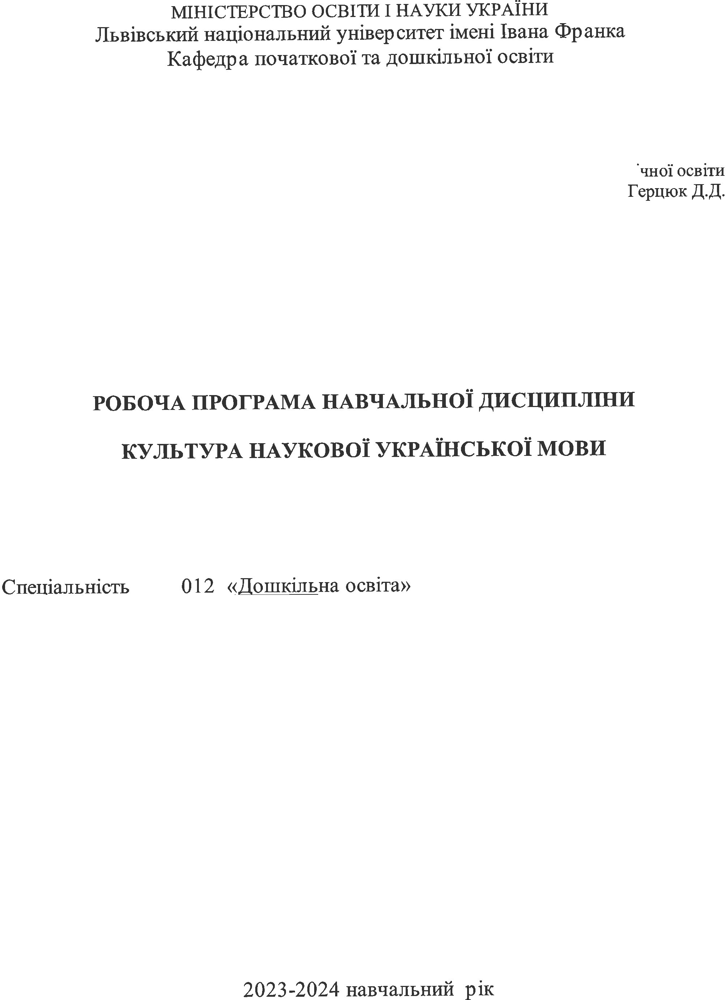 МІНІСТЕРСТВО ОСВІТИ І НАУКИ УКРАЇНИ
Львівський національний університет імені Івана Франка
Кафедра початкової та дошкільної освіти
чної освіти
Герцюк Д.Д.
РОБОЧА ПРОГРАМА НАВЧАЛЬНОЇ ДИСЦИПЛІНИ
КУЛЬТУРА НАУКОВОЇ УКРАЇНСЬКОЇ МОВИ
Спеціальність 012 «Дошкільна освіта»
2023-2024 навчальний рік